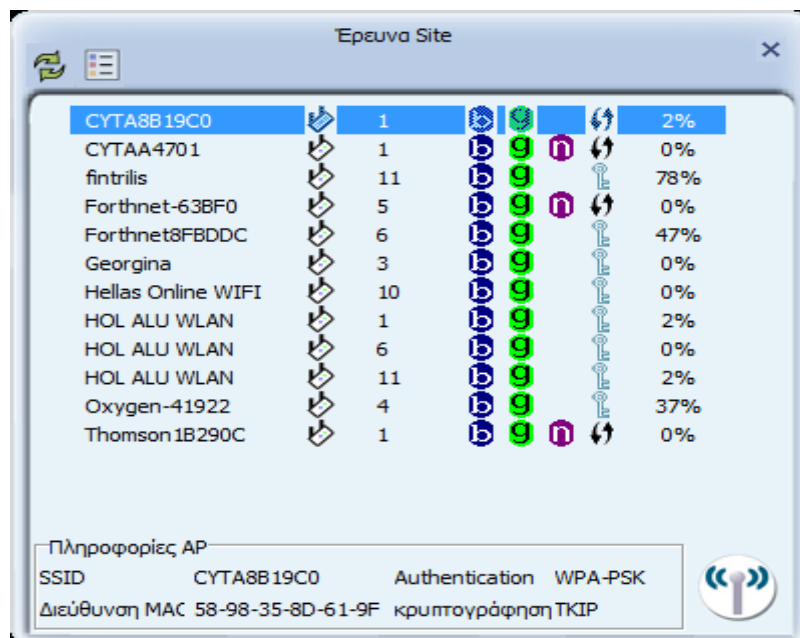 Έρευνα Site
CYTA8B19C0 1 b g 2%
CYTAA4701 1 b g n 0%
fintrilis 11 b g 78%
Forthnet-63BF0 5 b g n 0%
Forthnet8FBDDC 6 b g 47%
Georgina 3 b g 0%
Hellas Online WIFI 10 b g 0%
HOL ALU WLAN 1 b g 2%
HOL ALU WLAN 6 b g 0%
HOL ALU WLAN 11 b g 2%
Oxygen-41922 4 b g 37%
Thomson1B290C 1 b g n 0%
Πληροφορίες AP
SSID CYTA8B19C0 Authentication WPA-PSK
Διεύθυνση MAC 58-98-35-8D-61-9F κρυπτογράφηση TKIP